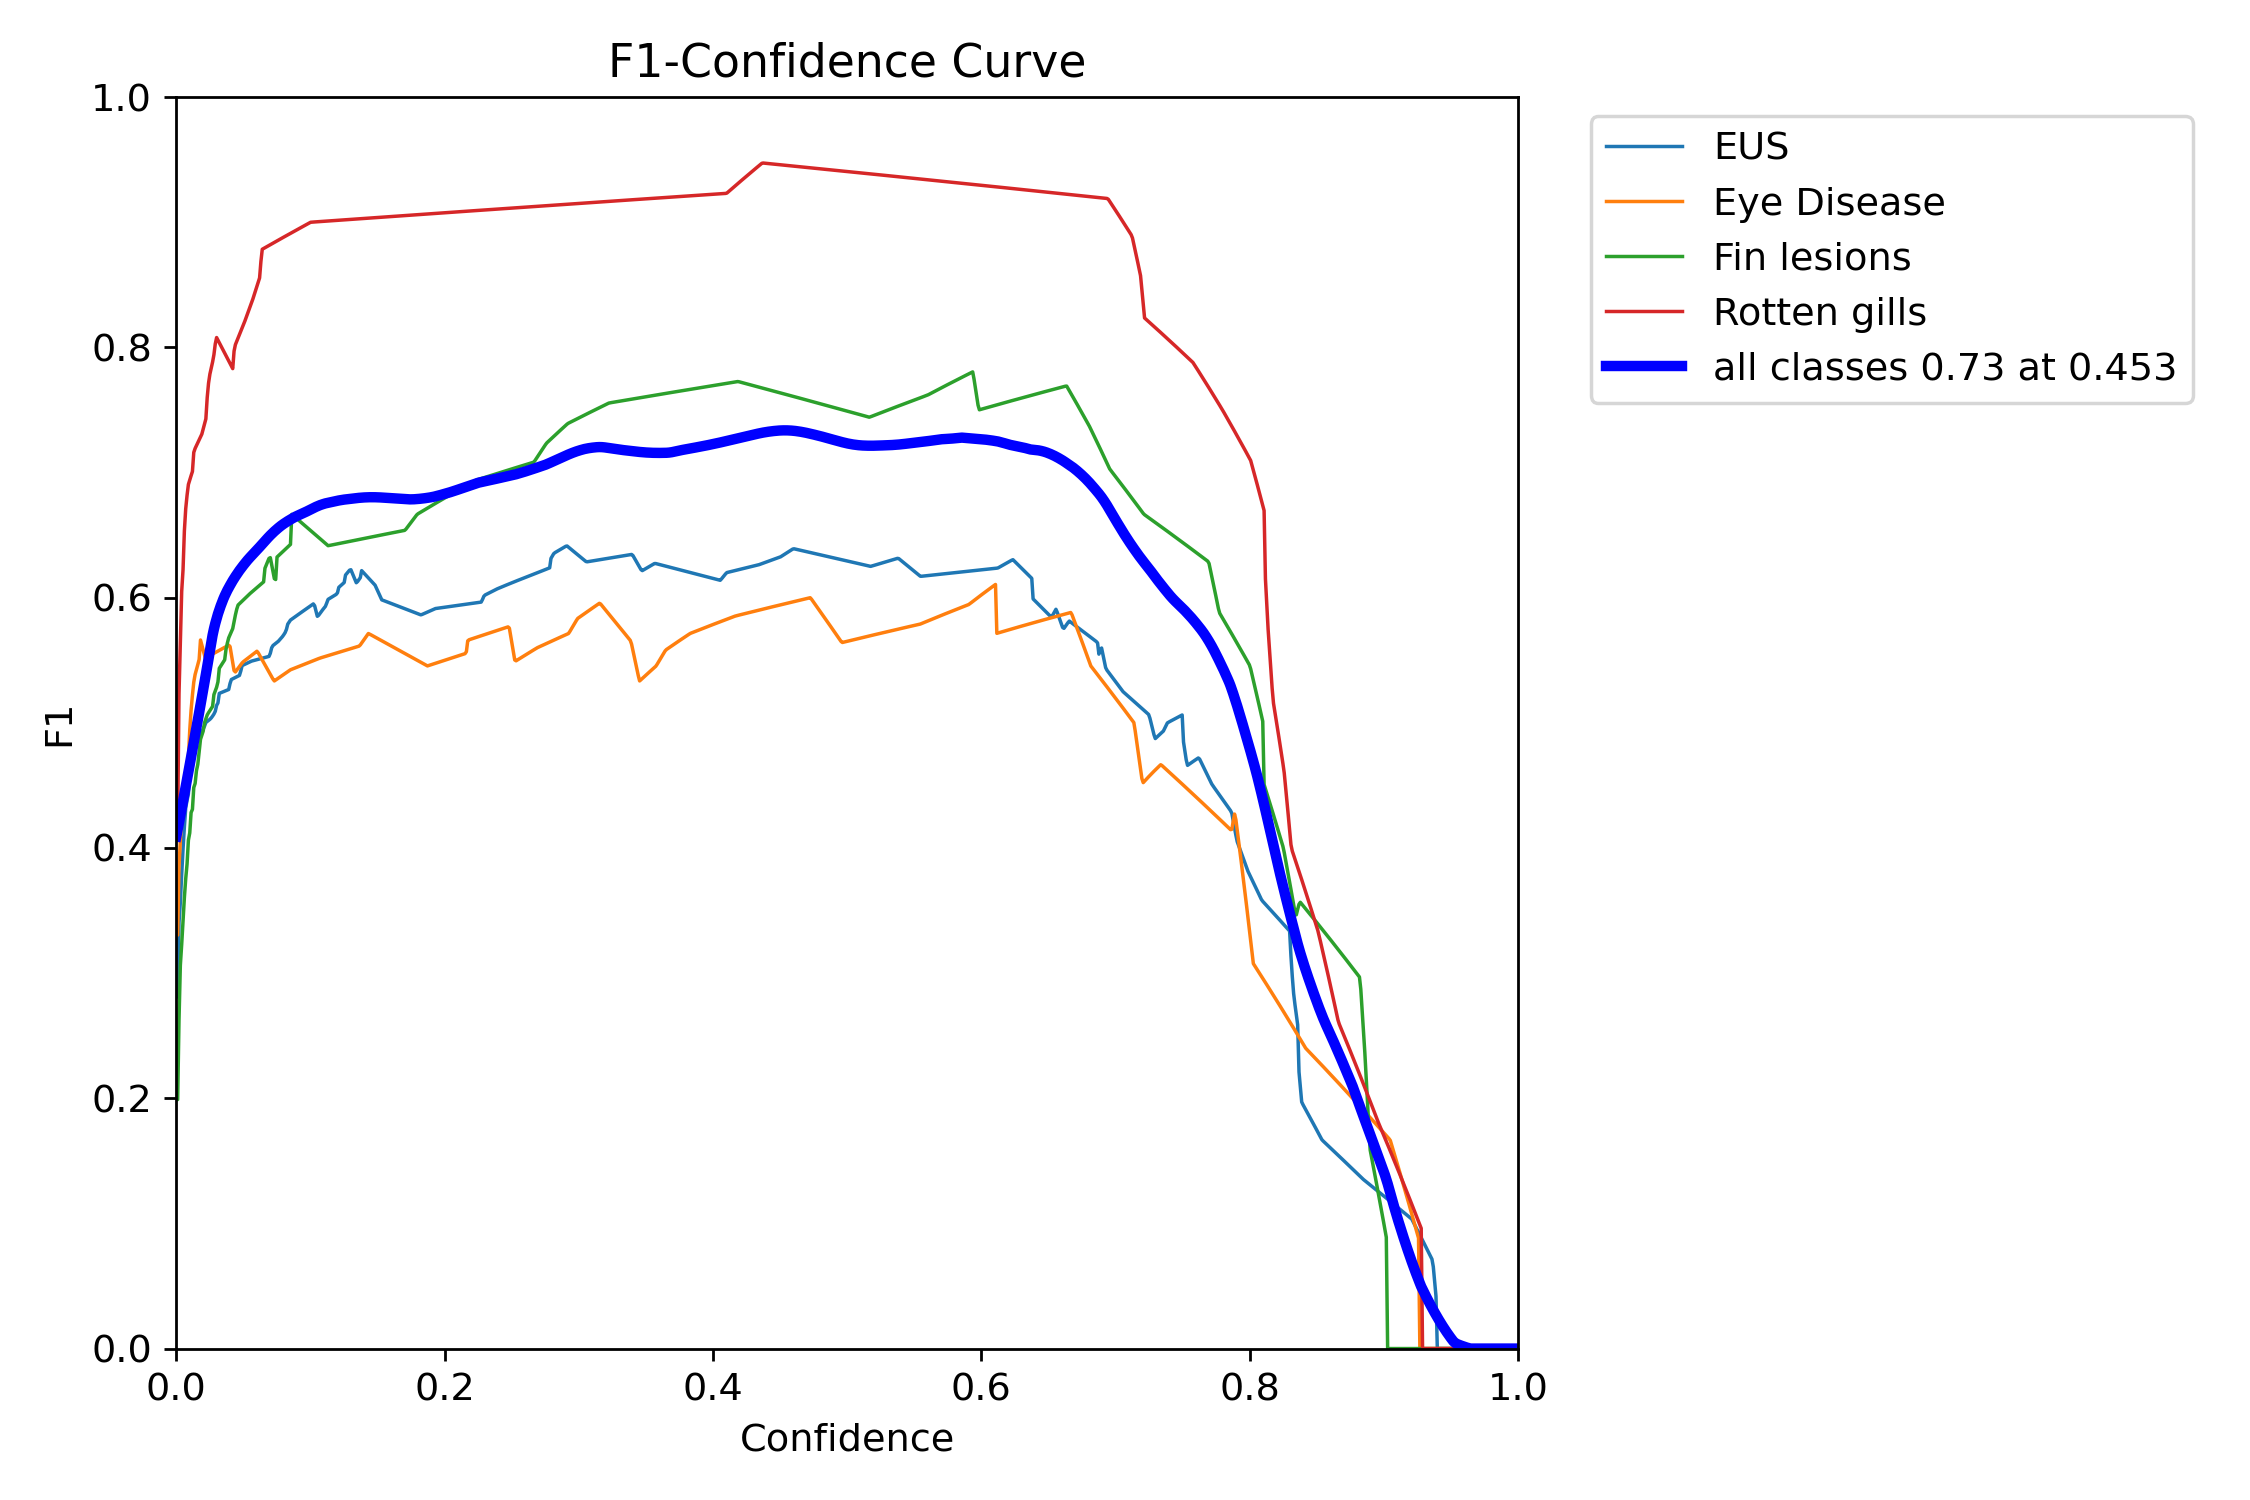 F1-Confidence Curve
1.0
0.8
0.6
0.4
0.2
0.0
F1
0.0 0.2 0.4 0.6 0.8 1.0
Confidence
EUS
Eye Disease
Fin lesions
Rotten gills
all classes 0.73 at 0.453